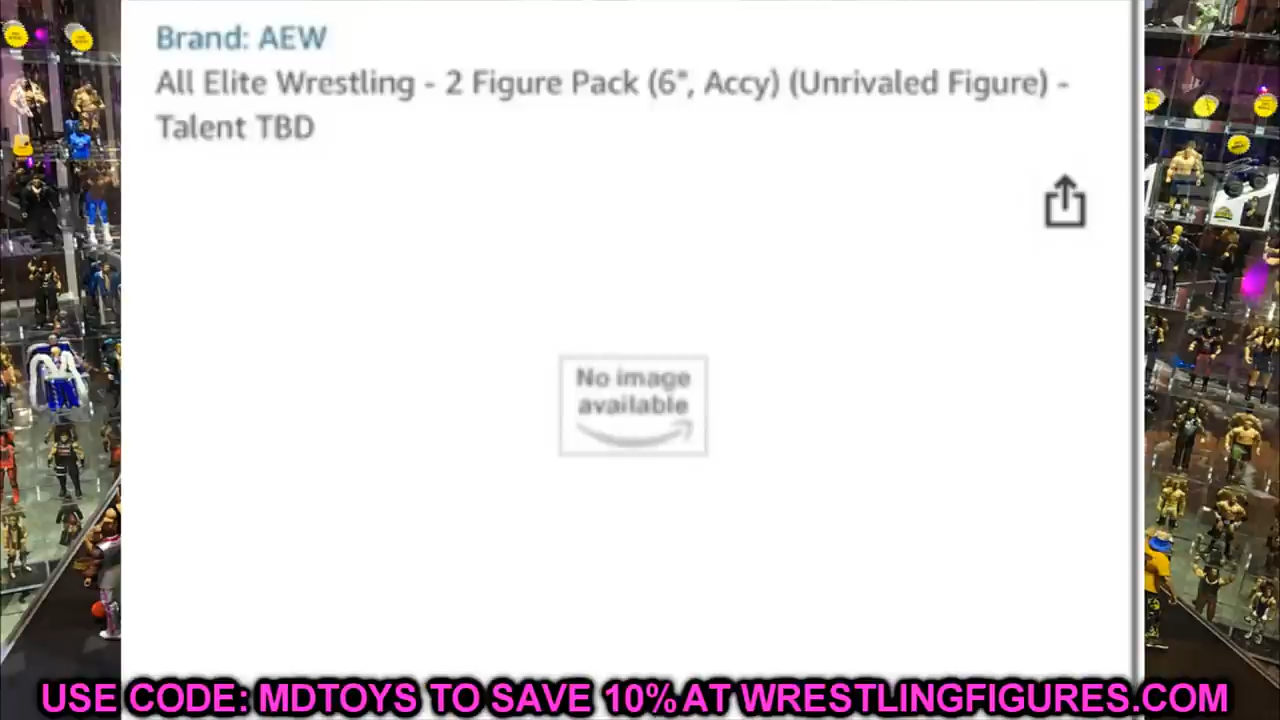 Brand: AEW
All Elite Wrestling - 2 Figure Pack (6", Accy) (Unrivaled Figure) -
Talent TBD
No image
available
USE CODE: MDTOYS TO SAVE 10% AT WRESTLINGFIGURES.COM